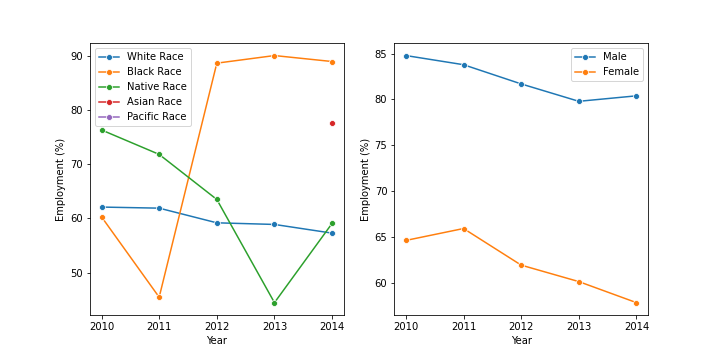 90
80
70
60
50
Employment (%)
White Race
Black Race
Native Race
Asian Race
Pacific Race
2010 2011 2012 2013 2014
Year
85
80
75
70
65
60
Employment (%)
Male
Female
2010 2011 2012 2013 2014
Year